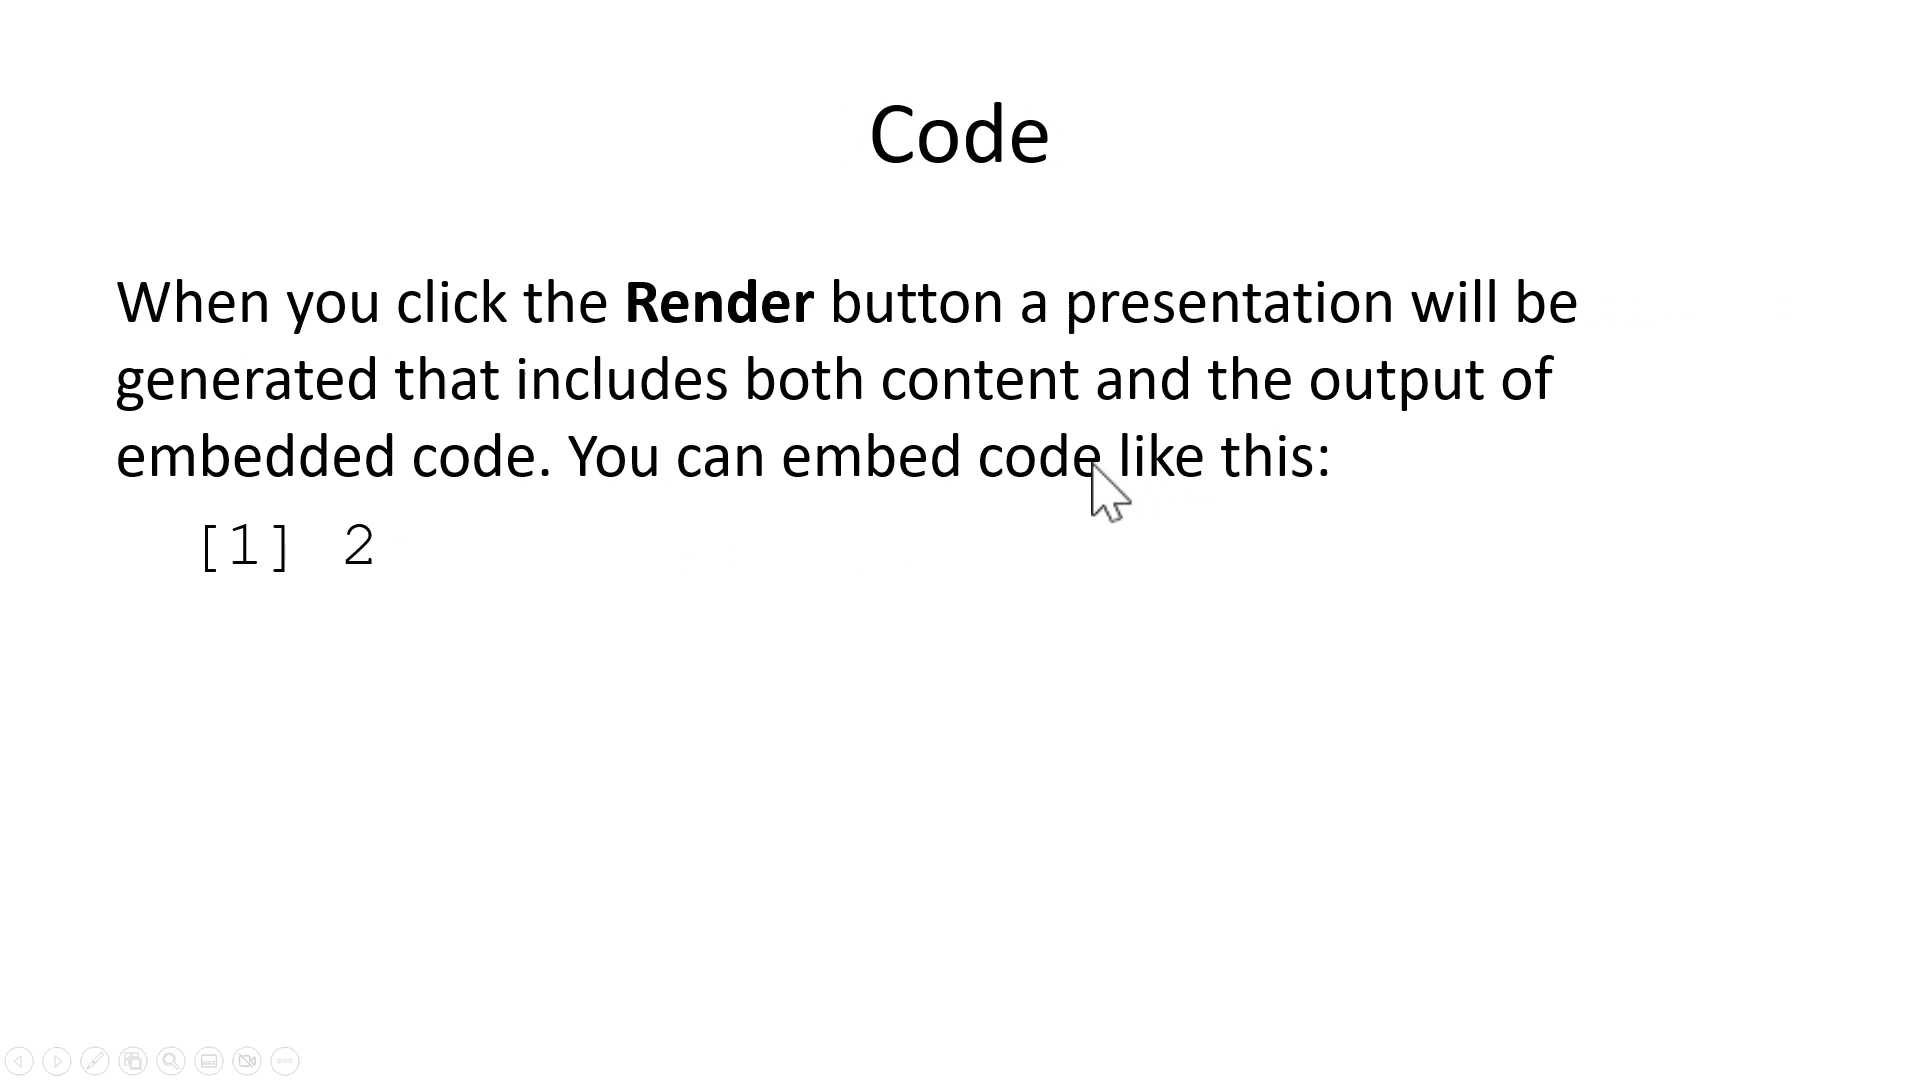 Code
When you click the Render button a presentation will be
generated that includes both content and the output of
embedded code. You can embed code like this:
[1] 2